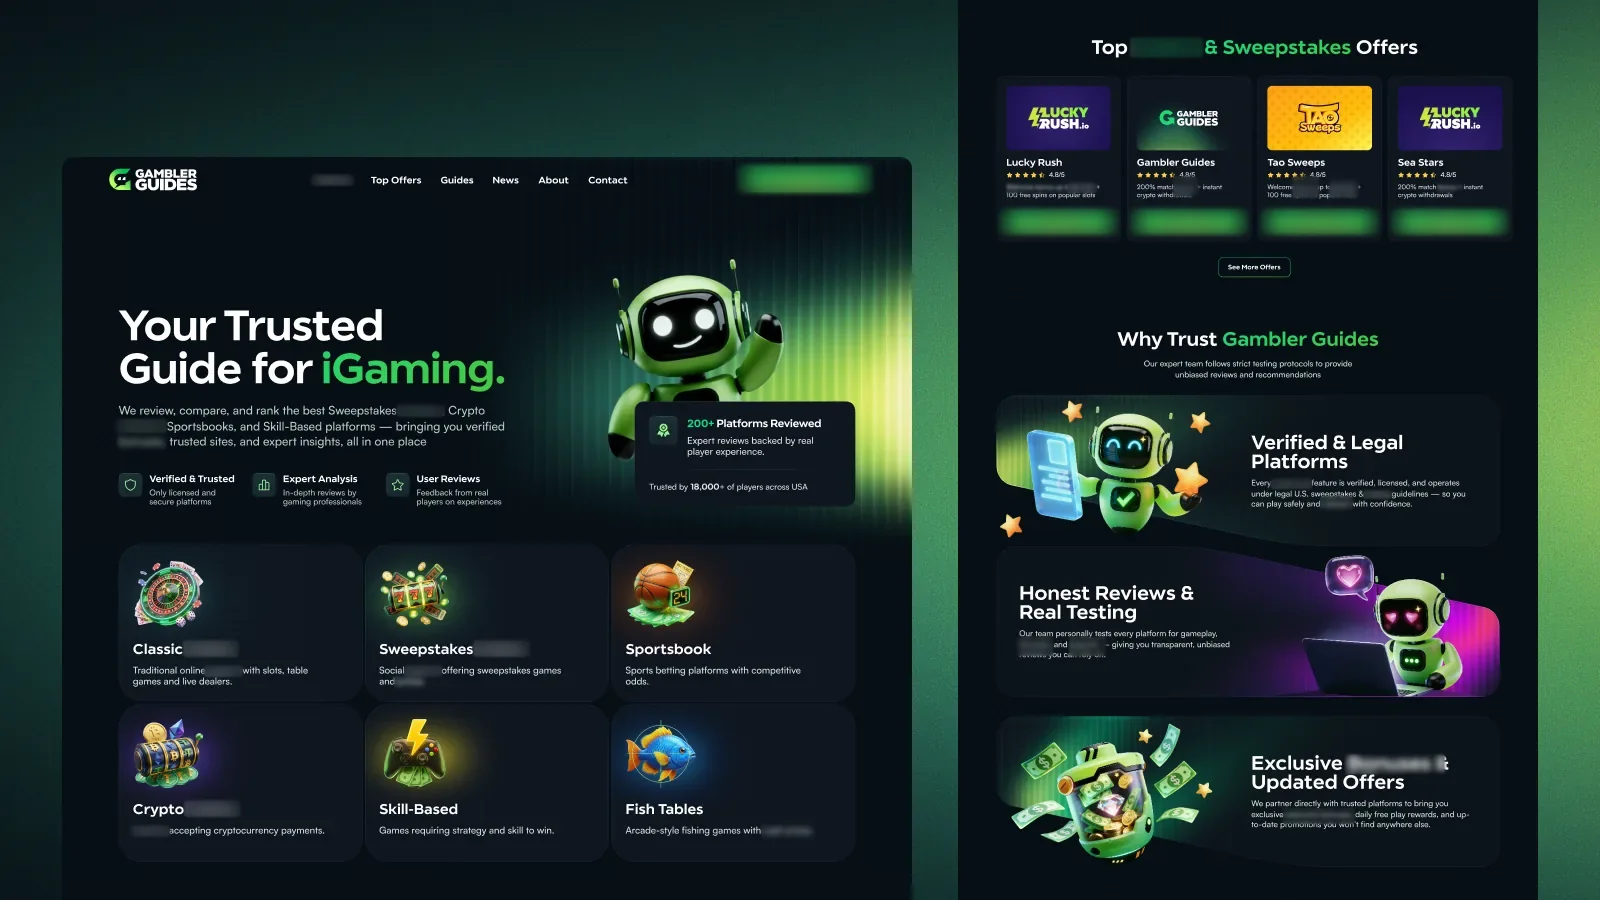 GAMBLER
GUIDES
Top Offers
Guides
News
About
Contact
Your Trusted
Guide for iGaming.
We review, compare, and rank the best Sweepstakes Crypto
Sportsbooks, and Skill-Based platforms — bringing you verified
trusted sites, and expert insights, all in one place
Verified & Trusted
Only licensed and
secure platforms
Expert Analysis
In-depth reviews by
gaming professionals
User Reviews
Feedback from real
players on experiences
200+ Platforms Reviewed
Expert reviews backed by real
player experience.
Trusted by 18,000+ of players across USA
Classic
Traditional online with slots, table
games and live dealers.
Sweepstakes
Social offering sweepstakes games
and
24
Sportsbook
Sports betting platforms with competitive
odds.
Crypto
accepting cryptocurrency payments.
Skill-Based
Games requiring strategy and skill to win.
Fish Tables
Arcade-style fishing games with
Top & Sweepstakes Offers
LUCKY
RUSH.io
Lucky Rush
4.8/5
100 free spins on popular slots
GAMBLER
GUIDES
Gambler Guides
4.8/5
200% match instant
crypto
TAO
Sweeps
Tao Sweeps
4.8/5
100 free
LUCKY
RUSH.io
Sea Stars
4.8/5
200% match instant
crypto withdrawals
See More Offers
Why Trust Gambler Guides
Our expert team follows strict testing protocols to provide
unbiased reviews and recommendations
Verified & Legal
Platforms
Every feature is verified, licensed, and operates
under legal U.S. sweepstakes & guidelines — so you
can play safely and with confidence.
Honest Reviews &
Real Testing
Our team personally tests every platform for gameplay,
and – giving you transparent, unbiased
reviews you can rely on.
Exclusive Bonuses &
Updated Offers
We partner directly with trusted platforms to bring you
exclusive daily free play rewards, and up-
to-date promotions you won't find anywhere else.